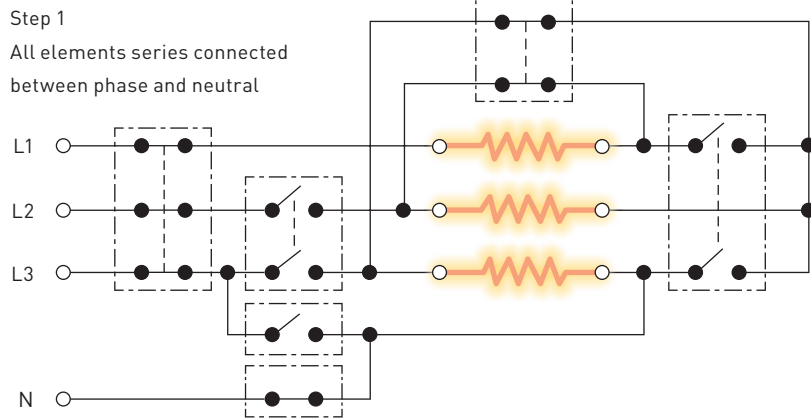 Step 1
All elements series connected
between phase and neutral
L1
L2
L3
N